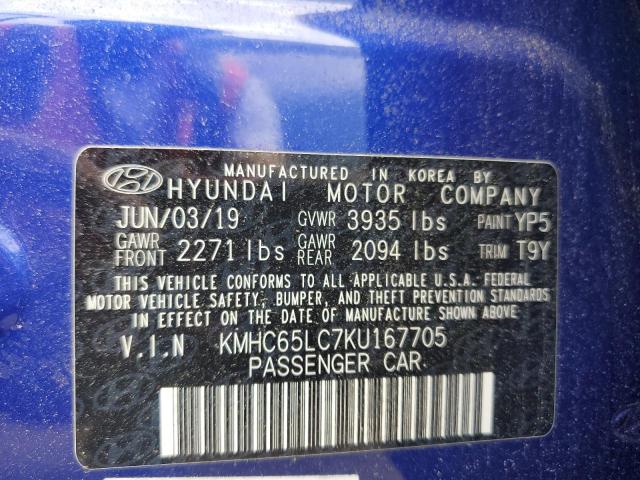 MANUFACTURED IN KOREA BY
HYUNDAI MOTOR COMPANY
JUN/03/19 GVWR 3935 lbs PAINT YP5
GAWR FRONT 2271 lbs GAWR REAR 2094 lbs TRIM T9Y
THIS VEHICLE CONFORMS TO ALL APPLICABLE U.S.A. FEDERAL
MOTOR VEHICLE SAFETY, BUMPER, AND THEFT PREVENTION STANDARDS
IN EFFECT ON THE DATE OF MANUFACTURE SHOWN ABOVE.
V.I.N KMHC65LC7KU167705
PASSENGER CAR